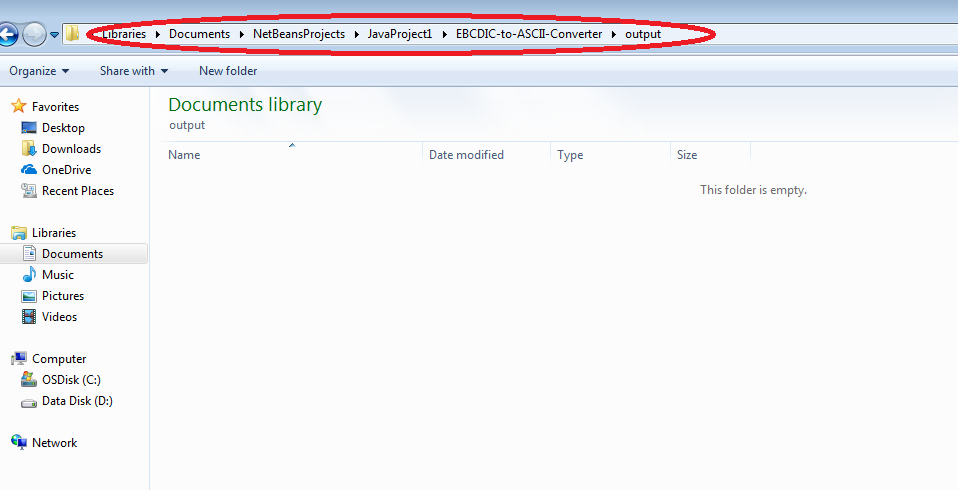 Libraries Documents NetBeansProjects JavaProject1 EBCDIC-to-ASCII-Converter output
Organize Share with New folder
Favorites
Desktop
Downloads
OneDrive
Recent Places
Libraries
Documents
Music
Pictures
Videos
Computer
OSDisk (C:)
Data Disk (D:)
Network
Documents library
output
Name Date modified Type Size
This folder is empty.